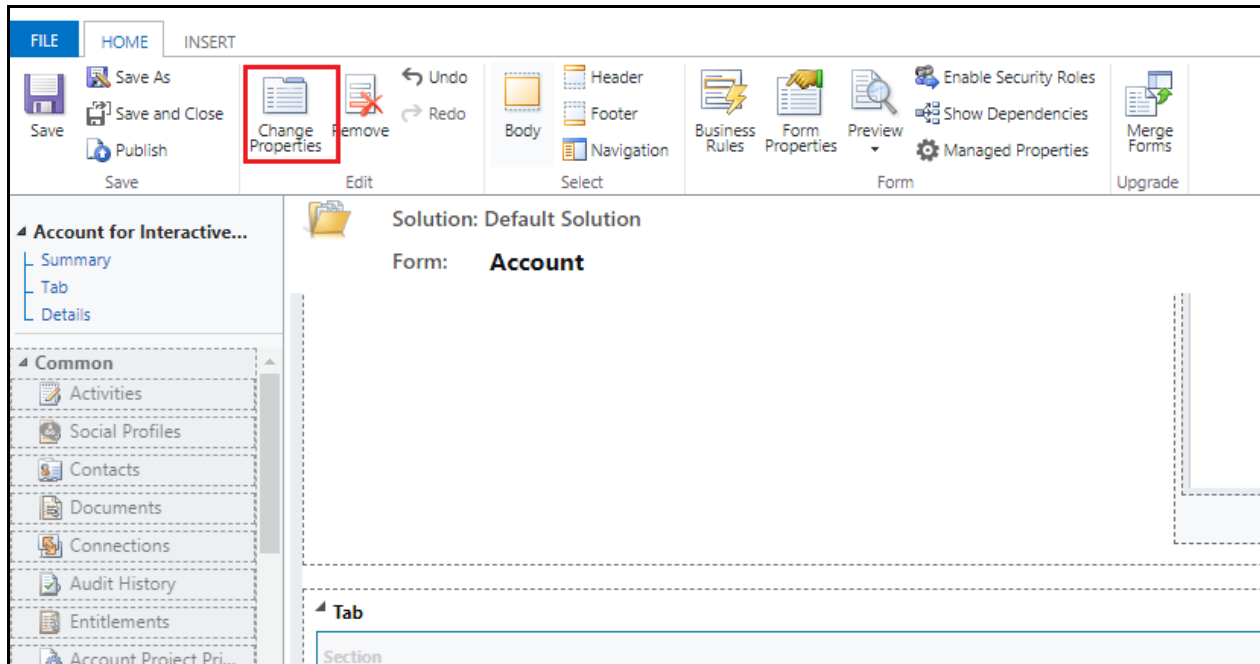 FILE HOME INSERT
Save
Save As
Save and Close
Publish
Save
Change
Properties
Remove
Undo
Redo
Edit
Body
Header
Footer
Navigation
Select
Business
Rules
Form
Properties
Preview
Enable Security Roles
Show Dependencies
Managed Properties
Form
Merge
Forms
Upgrade
Account for Interactive...
Summary
Tab
Details
Common
Activities
Social Profiles
Contacts
Documents
Connections
Audit History
Entitlements
Account Project Pri...
Solution: Default Solution
Form: Account
Tab
Section